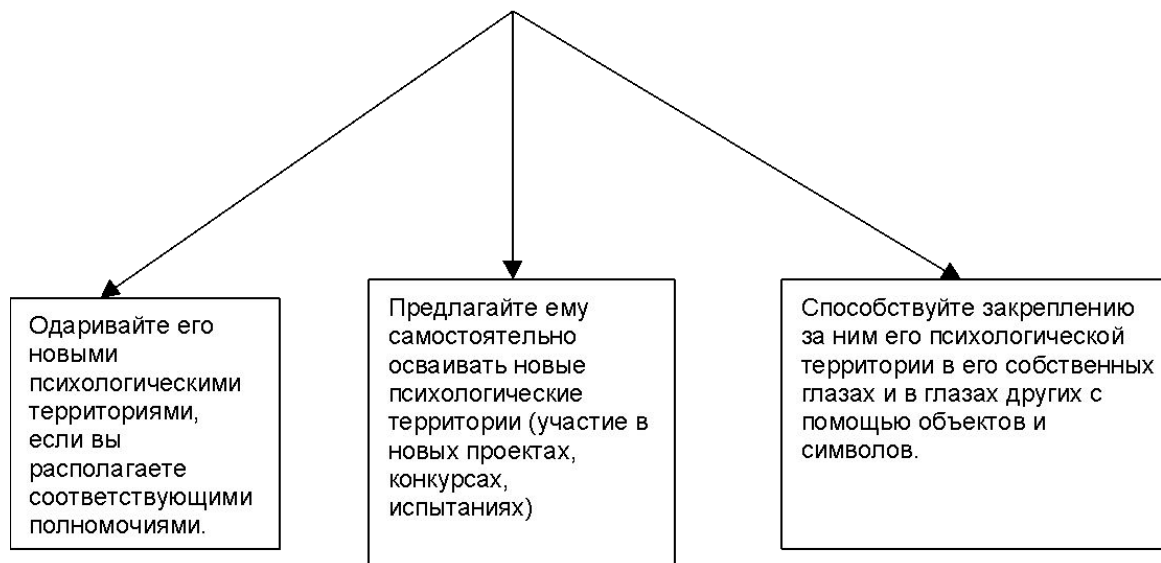 Одаривайте его
новыми
психологическими
территориями,
если вы
располагаете
соответствующими
полномочиями.
Предлагайте ему
самостоятельно
осваивать новые
психологические
территории (участие в
новых проектах,
конкурсах,
испытаниях)
Способствуйте закреплению
за ним его психологической
территории в его собственных
глазах и в глазах других с
помощью объектов и
символов.